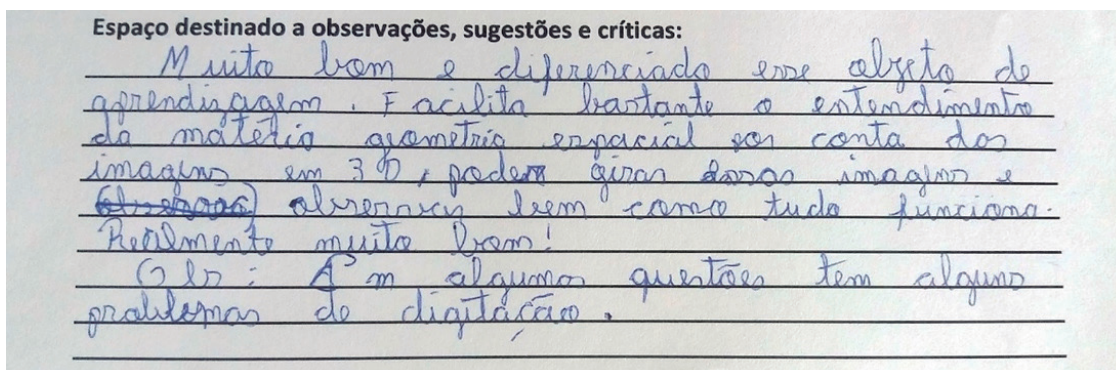 Espaço destinado a observações, sugestões e críticas:
Muito bom e diferenciado esse objeto de
aprendizagem. Facilita bastante o entendimento
da matéria geometria espacial por conta das
imagens em 3D, poder girar essas imagens e
observar bem como tudo funciona.
Realmente muito bom!
Obs: Em algumas questões tem alguns
problemas de digitação.